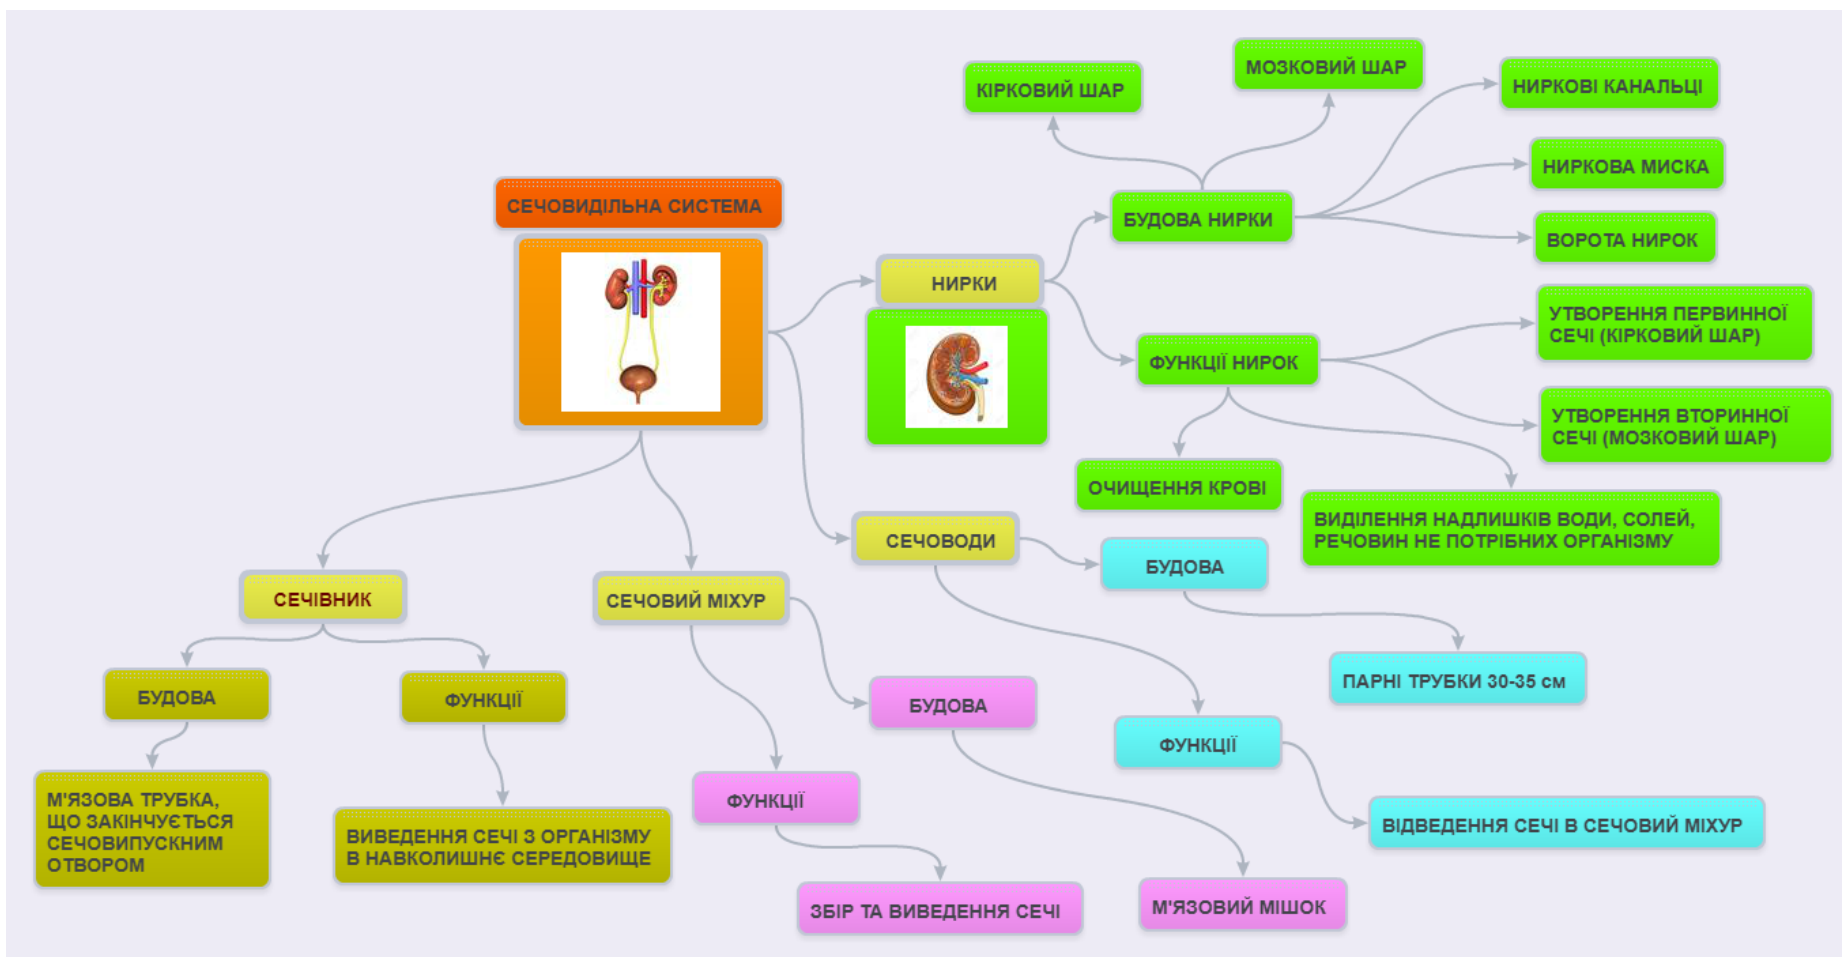 СЕЧОВИДІЛЬНА СИСТЕМА
НИРКИ
БУДОВА НИРКИ
КІРКОВИЙ ШАР
МОЗКОВИЙ ШАР
НИРКОВІ КАНАЛЬЦІ
НИРКОВА МИСКА
ВОРОТА НИРОК
ФУНКЦІЇ НИРОК
УТВОРЕННЯ ПЕРВИННОЇ
СЕЧІ (КІРКОВИЙ ШАР)
УТВОРЕННЯ ВТОРИННОЇ
СЕЧІ (МОЗКОВИЙ ШАР)
ОЧИЩЕННЯ КРОВІ
ВИДІЛЕННЯ НАДЛИШКІВ ВОДИ, СОЛЕЙ,
РЕЧОВИН НЕ ПОТРІБНИХ ОРГАНІЗМУ
СЕЧОВОДИ
БУДОВА
ПАРНІ ТРУБКИ 30-35 см
ФУНКЦІЇ
ВІДВЕДЕННЯ СЕЧІ В СЕЧОВИЙ МІХУР
СЕЧОВИЙ МІХУР
БУДОВА
М'ЯЗОВИЙ МІШОК
ФУНКЦІЇ
ЗБІР ТА ВИВЕДЕННЯ СЕЧІ
СЕЧІВНИК
БУДОВА
М'ЯЗОВА ТРУБКА,
ЩО ЗАКІНЧУЄТЬСЯ
СЕЧОВИПУСКНИМ
ОТВОРОМ
ФУНКЦІЇ
ВИВЕДЕННЯ СЕЧІ З ОРГАНІЗМУ
В НАВКОЛИШНЄ СЕРЕДОВИЩЕ